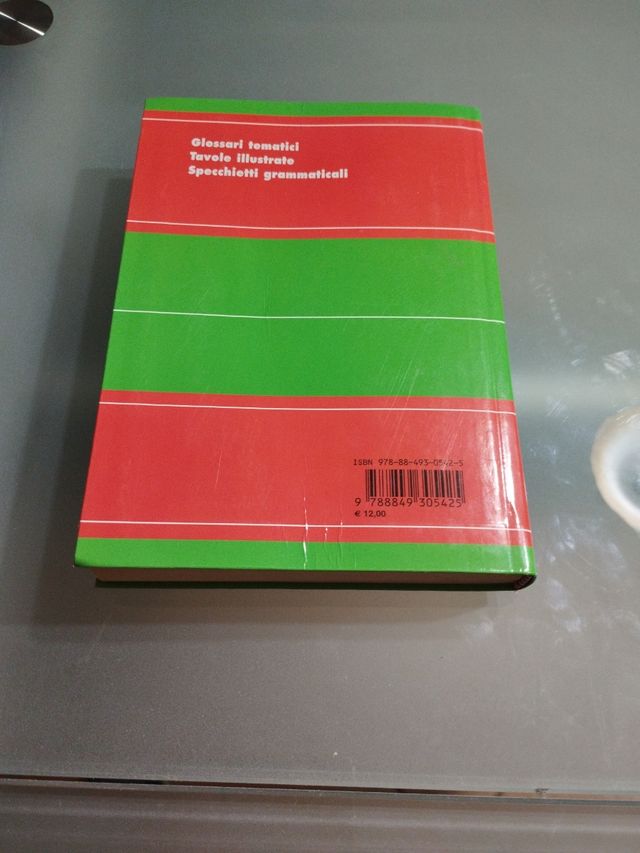 Glossari tematici
Tavole illustrate
Specchietti grammaticali
ISBN 978-88-493-0542-5
9 788849 305425
€ 12,00